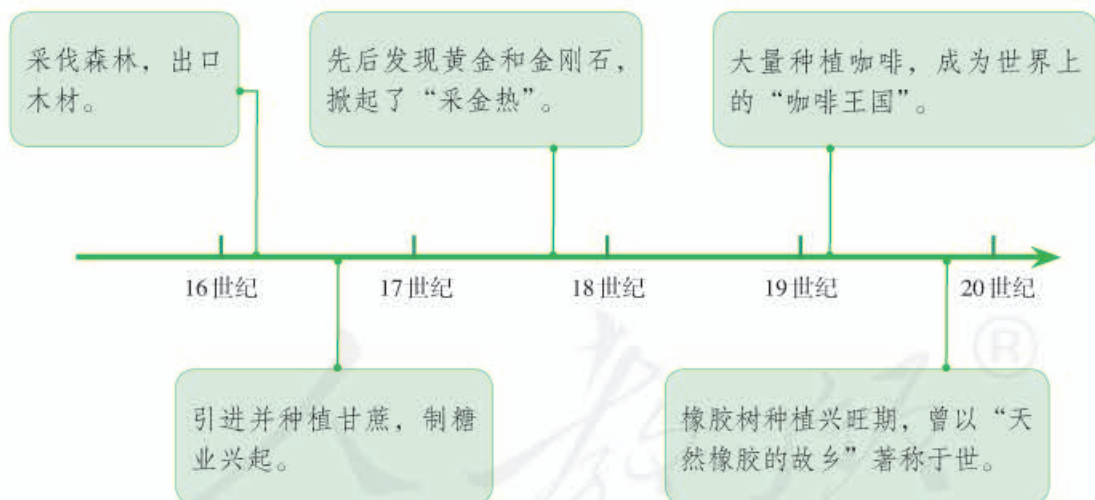 采伐森林，出口
木材。
先后发现黄金和金刚石，
掀起了“采金热”。
大量种植咖啡，成为世界上
的“咖啡王国”。
16世纪
17世纪
18世纪
19世纪
20世纪
引进并种植甘蔗，制糖
业兴起。
橡胶树种植兴旺期，曾以“天
然橡胶的故乡”著称于世。
®